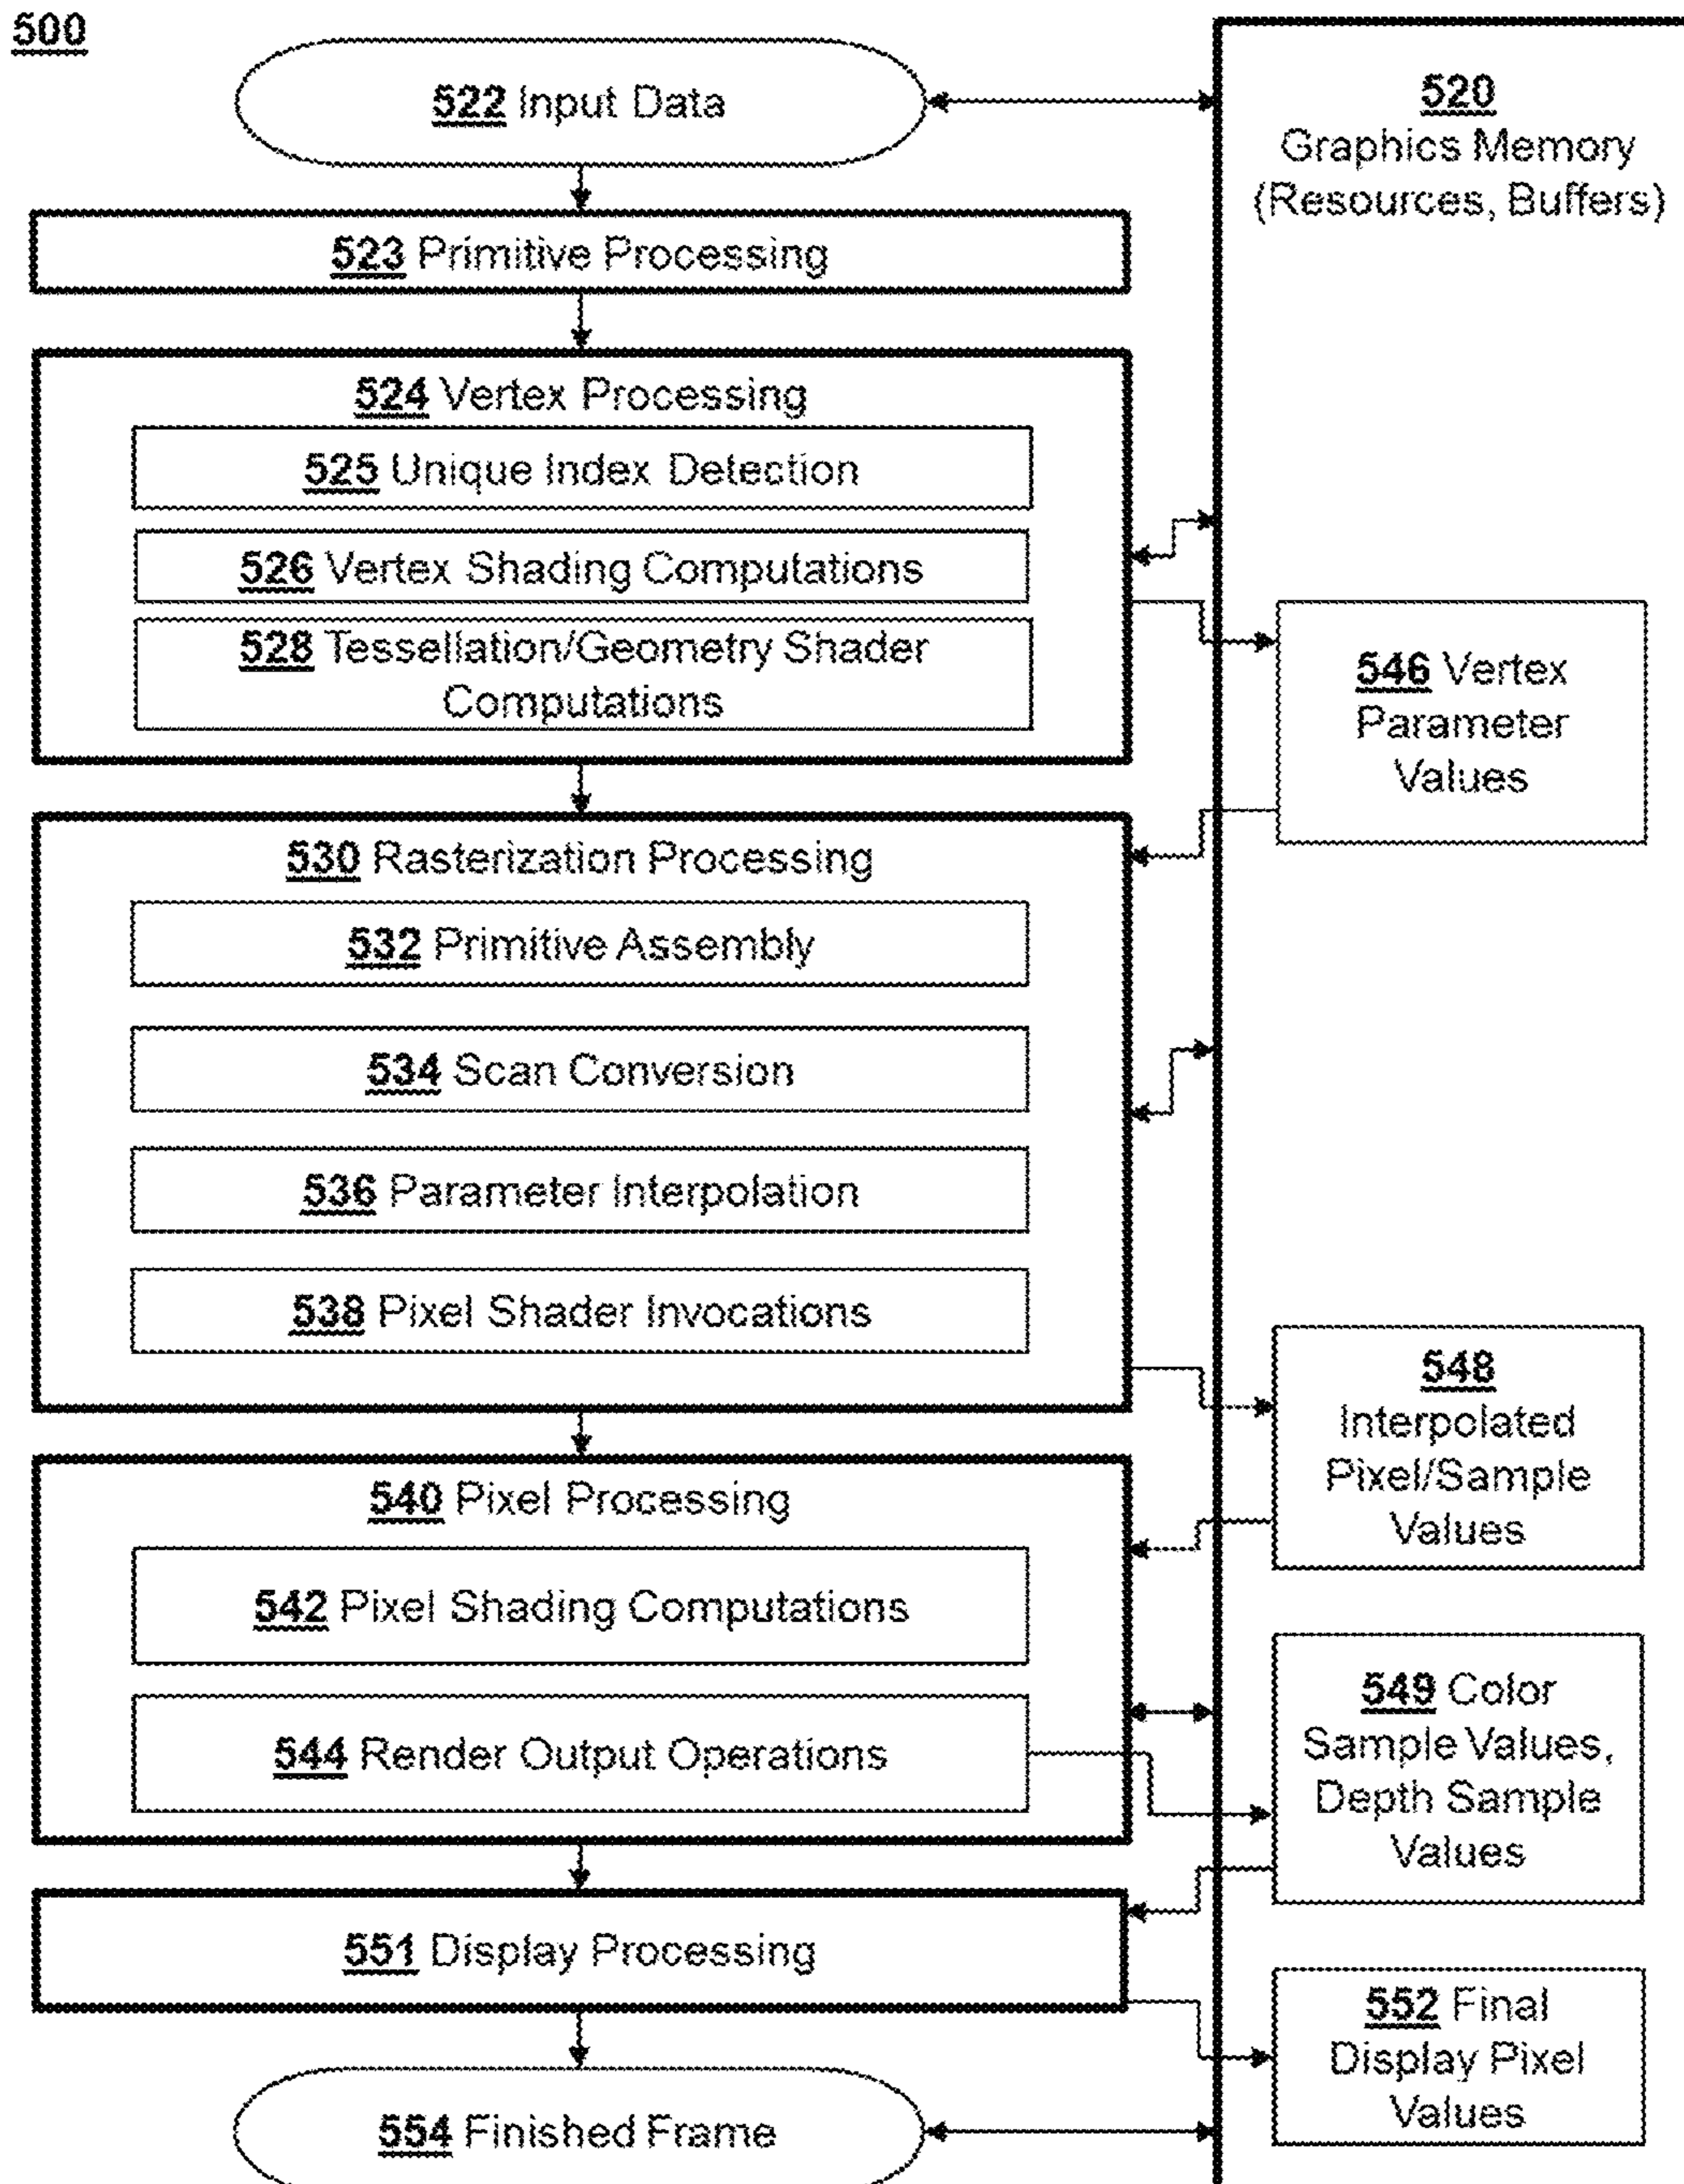 500
522 Input Data
523 Primitive Processing
524 Vertex Processing
525 Unique Index Detection
526 Vertex Shading Computations
528 Tessellation/Geometry Shader
Computations
530 Rasterization Processing
532 Primitive Assembly
534 Scan Conversion
536 Parameter Interpolation
538 Pixel Shader Invocations
540 Pixel Processing
542 Pixel Shading Computations
544 Render Output Operations
551 Display Processing
554 Finished Frame
520
Graphics Memory
(Resources, Buffers)
546 Vertex
Parameter
Values
548
Interpolated
Pixel/Sample
Values
549 Color
Sample Values,
Depth Sample
Values
552 Final
Display Pixel
Values